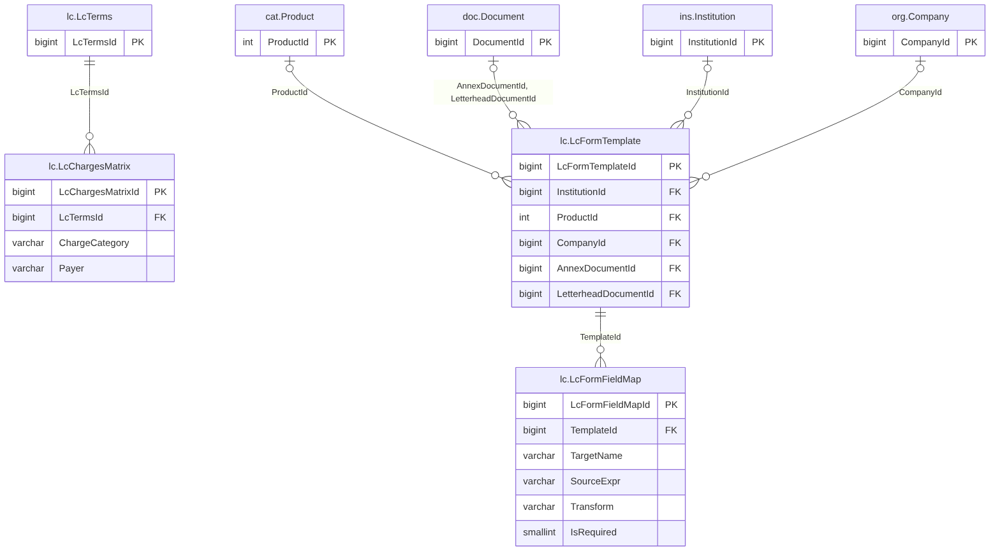 lc.LcTerms
bigint LcTermsId PK
cat.Product
int ProductId PK
doc.Document
bigint DocumentId PK
ins.Institution
bigint InstitutionId PK
org.Company
bigint CompanyId PK
LcTermsId
ProductId
AnnexDocumentId,
LetterheadDocumentId
InstitutionId
CompanyId
lc.LcChargesMatrix
bigint LcChargesMatrixId PK
bigint LcTermsId FK
varchar ChargeCategory
varchar Payer
lc.LcFormTemplate
bigint LcFormTemplateId PK
bigint InstitutionId FK
int ProductId FK
bigint CompanyId FK
bigint AnnexDocumentId FK
bigint LetterheadDocumentId FK
TemplateId
lc.LcFormFieldMap
bigint LcFormFieldMapId PK
bigint TemplateId FK
varchar TargetName
varchar SourceExpr
varchar Transform
smallint IsRequired